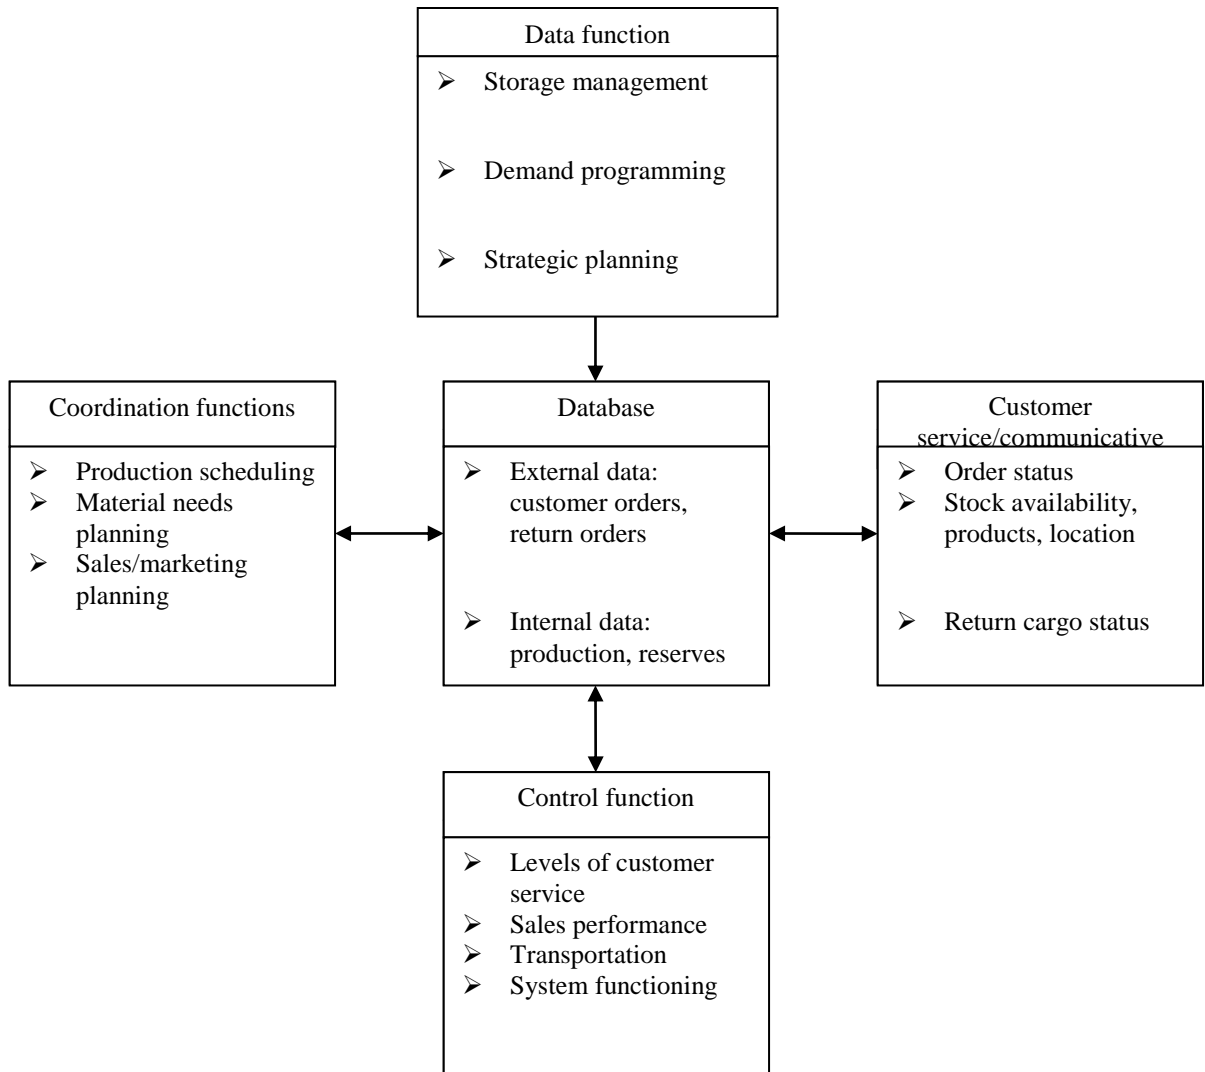 Data function
➢ Storage management
➢ Demand programming
➢ Strategic planning
Coordination functions
➢ Production scheduling
➢ Material needs
planning
➢ Sales/marketing
planning
Database
➢ External data:
customer orders,
return orders
➢ Internal data:
production, reserves
Customer
service/communicative
➢ Order status
➢ Stock availability,
products, location
➢ Return cargo status
Control function
➢ Levels of customer
service
➢ Sales performance
➢ Transportation
➢ System functioning